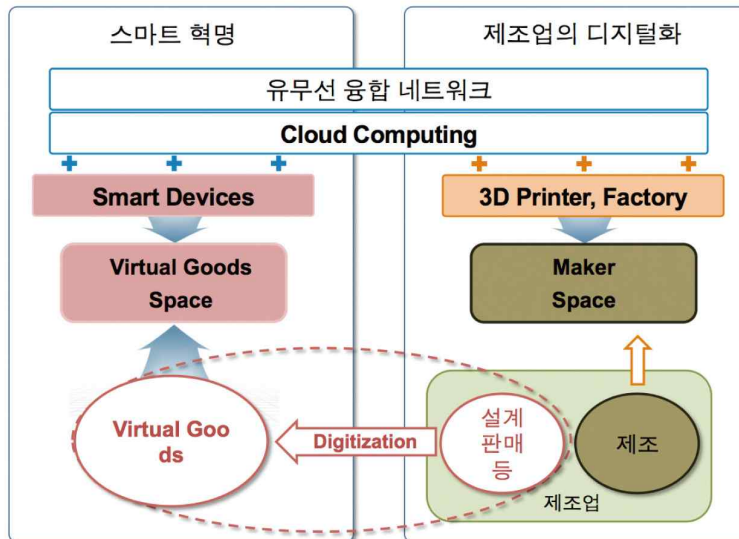 스마트 혁명
제조업의 디지털화
유무선 융합 네트워크
Cloud Computing
Smart Devices
3D Printer, Factory
Virtual Goods
Space
Maker
Space
Virtual Goo
ds
Digitization
설계
판매
등
제조
제조업